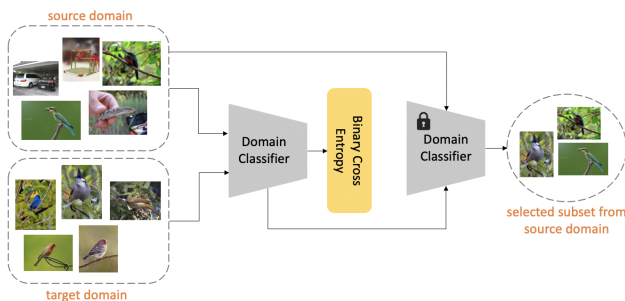 source domain
Domain
Classifier
Binary Cross
Entropy
Domain
Classifier
selected subset from
source domain
target domain